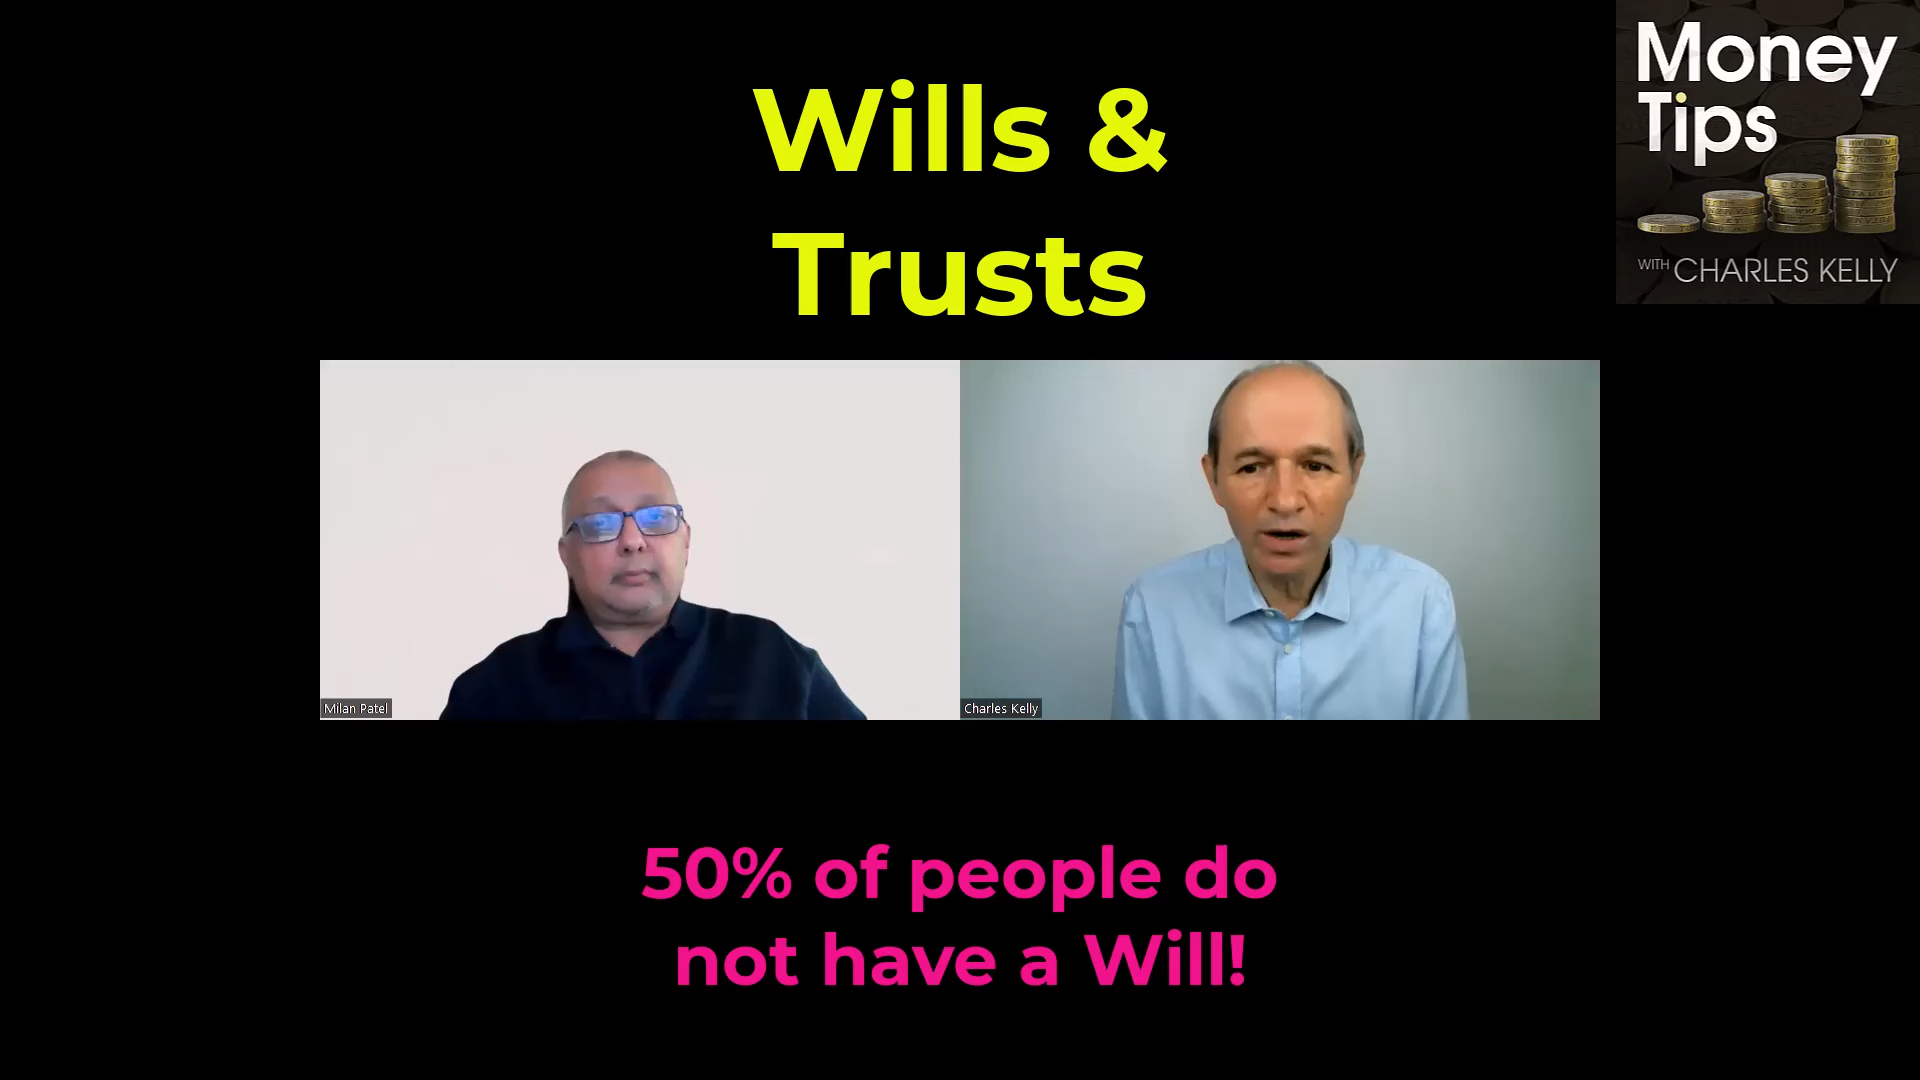 Wills &
Trusts
Money
Tips
WITH CHARLES KELLY
Milan Patel
Charles Kelly
50% of people do
not have a Will!